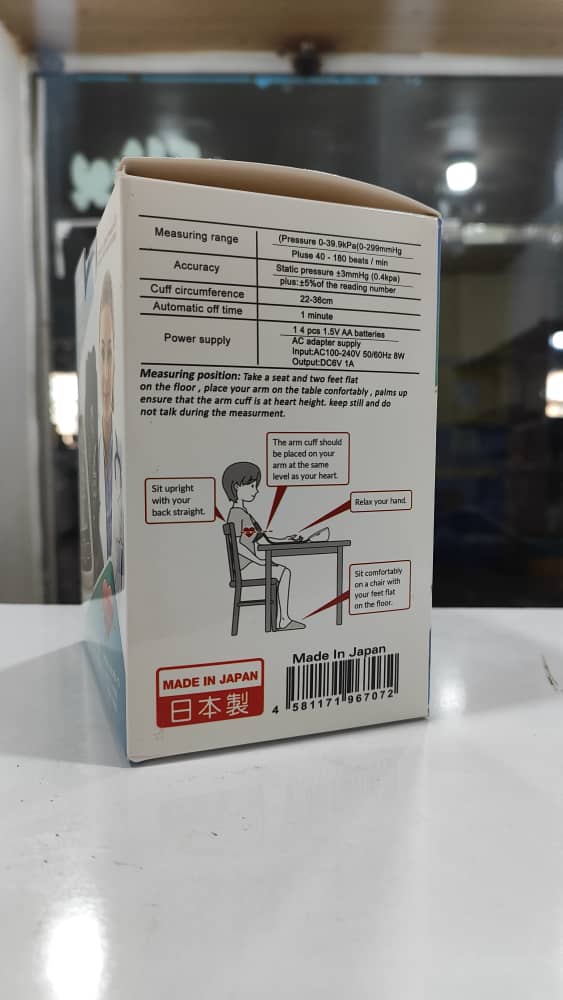 Measuring range
(Pressure 0-39.9kPa(0-299mmHg
Pluse 40 - 180 beats / min
Accuracy
Static pressure ±3mmHg (0.4kpa)
plus:±5%of the reading number
Cuff circumference
22-36cm
Automatic off time
1 minute
Power supply
1 4 pcs 1.5V AA batteries
AC adapter supply
Input:AC100-240V 50/60Hz 8W
Output:DC6V 1A
Measuring position: Take a seat and two feet flat
on the floor , place your arm on the table confortably , palms up
ensure that the arm cuff is at heart height. keep still and do
not talk during the measurment.
The arm cuff should
be placed on your
arm at the same
level as your heart.
Sit upright
with your
back straight.
Relax your hand.
Sit comfortably
on a chair with
your feet flat
on the floor.
MADE IN JAPAN
日本製
Made In Japan
4 581171 967072